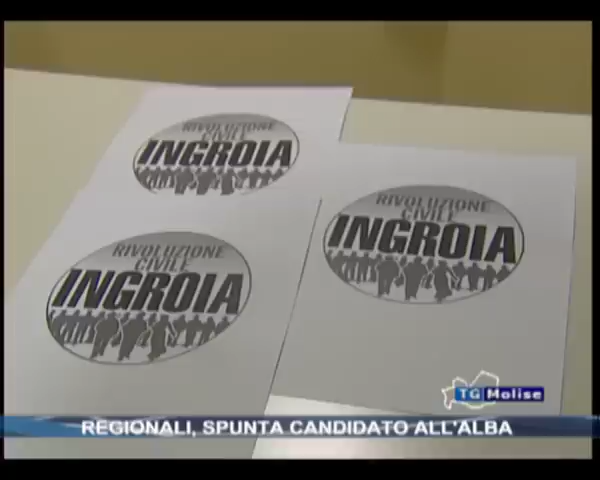 RIVOLUZIONE
CIVILE
INGROIA
RIVOLUZIONE
CIVILE
INGROIA
RIVOLUZIONE
CIVILE
INGROIA
TG Molise
REGIONALI, SPUNTA CANDIDATO ALL'ALBA